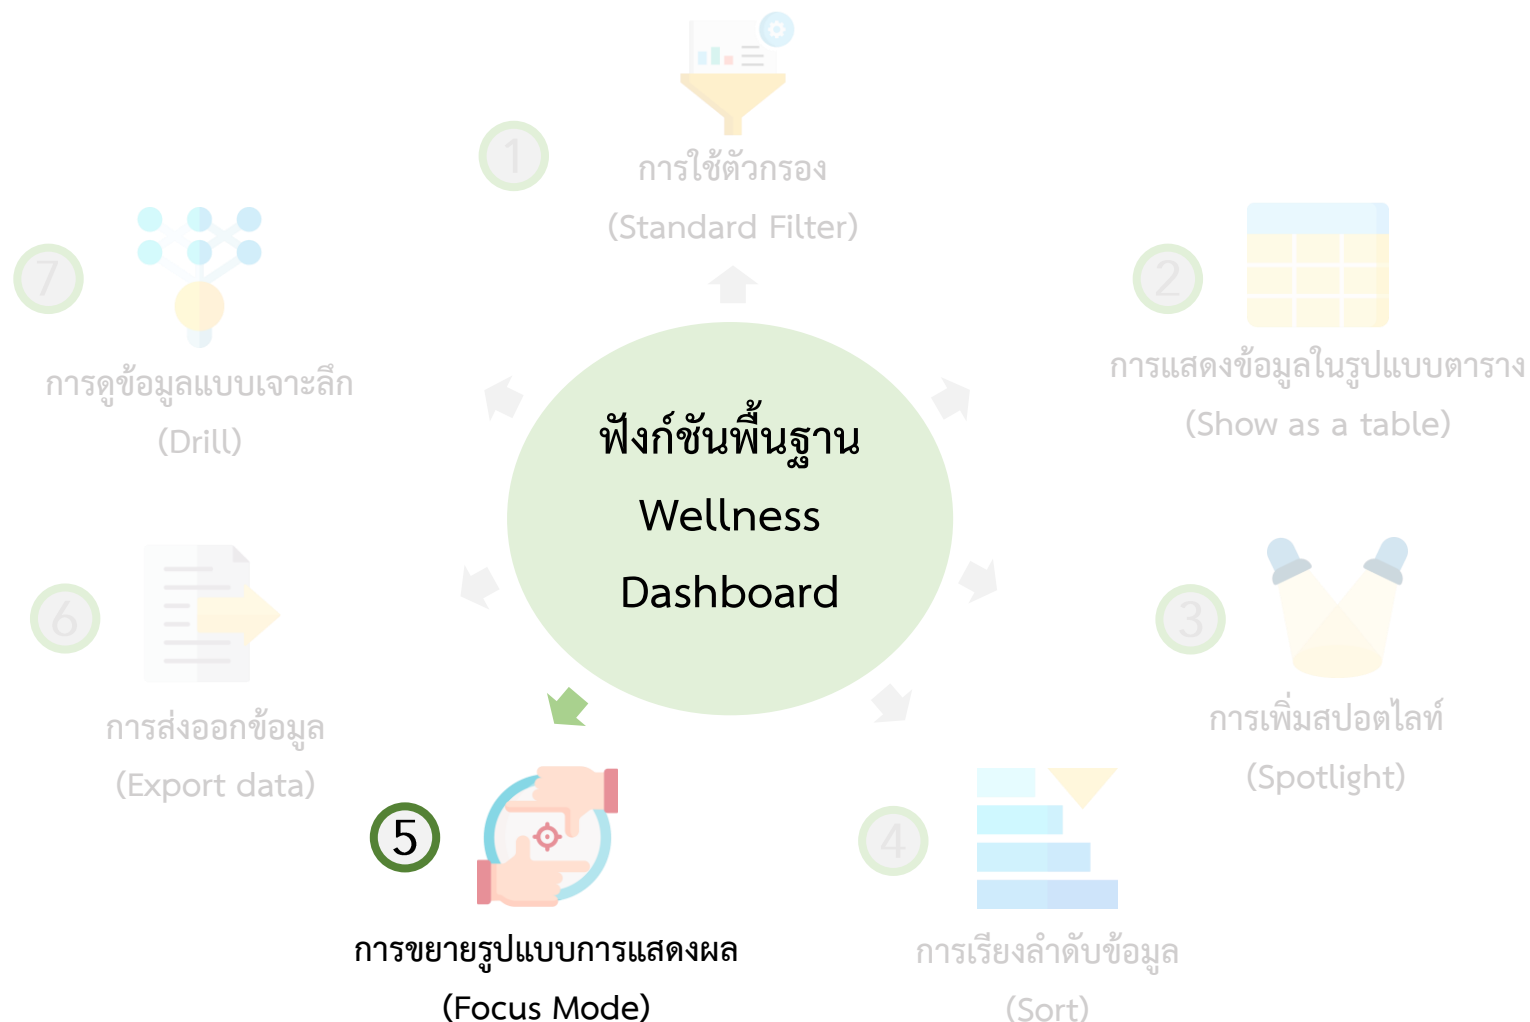 ฟังก์ชันพื้นฐาน
Wellness
Dashboard
1
การใช้ตัวกรอง
(Standard Filter)
2
การแสดงข้อมูลในรูปแบบตาราง
(Show as a table)
3
การเพิ่มสปอตไลท์
(Spotlight)
4
การเรียงลำดับข้อมูล
(Sort)
5
การขยายรูปแบบการแสดงผล
(Focus Mode)
6
การส่งออกข้อมูล
(Export data)
7
การดูข้อมูลแบบเจาะลึก
(Drill)